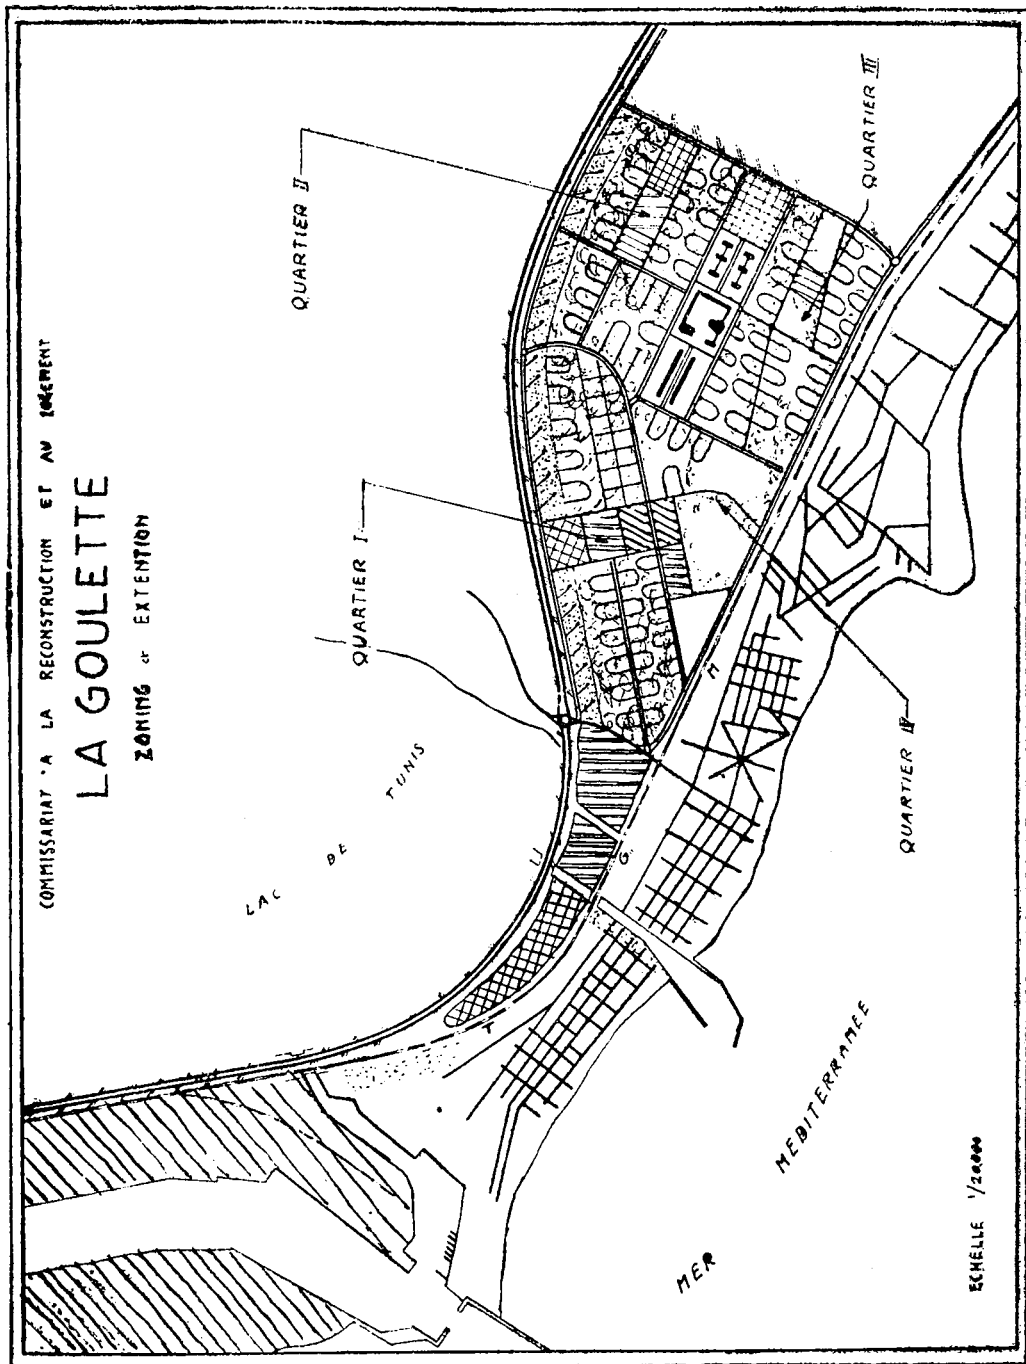 COMMISSARIAT A LA RECONSTRUCTION ET AU LOGEMENT
LA GOULETTE
ZONING et EXTENTION
QUARTIER II
QUARTIER I
QUARTIER III
QUARTIER IV
LAC DE TUNIS
MER MEDITERRANEE
ECHELLE 1/20000